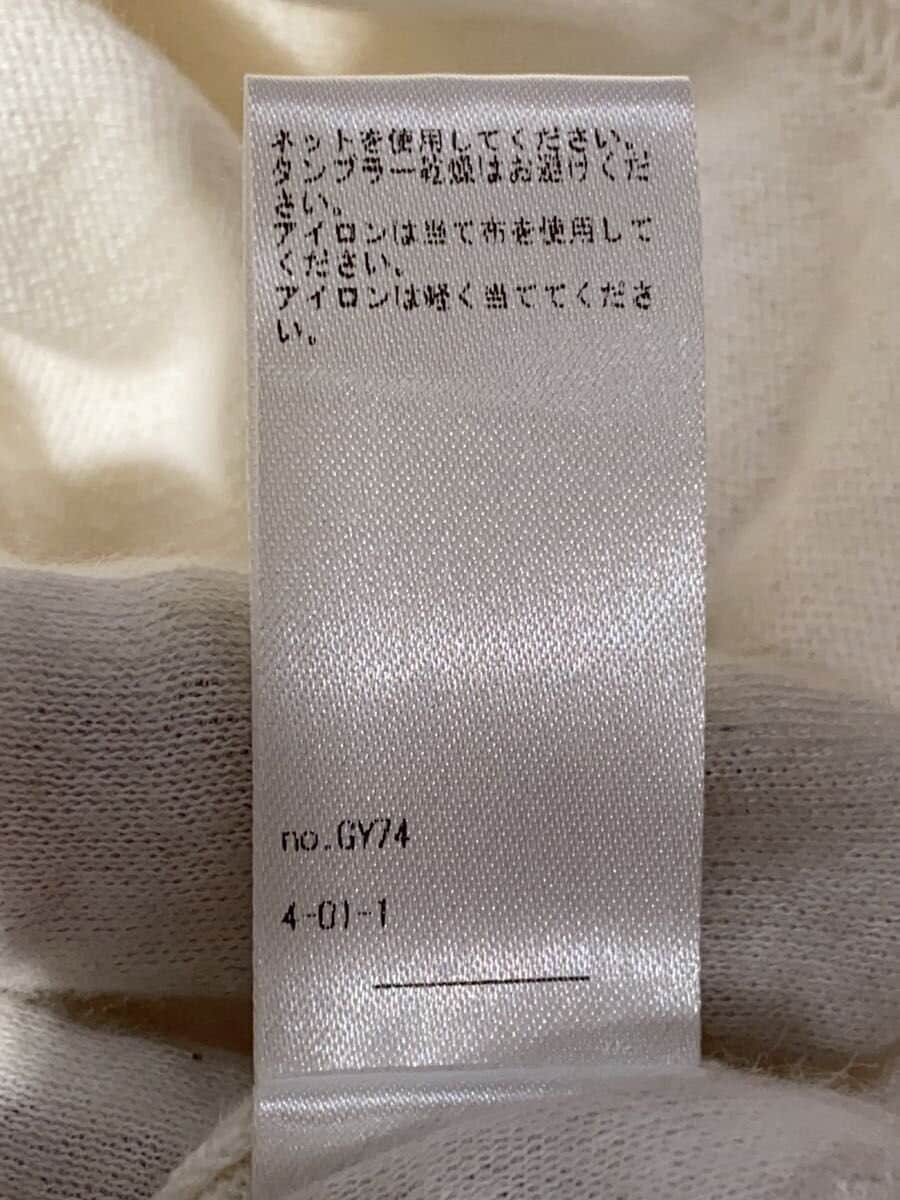 ネットを使用してください。
タンブラー乾燥はお避けくだ
さい。
アイロンは当て布を使用して
ください。
アイロンは軽く当ててくださ
い。
no.GY74
4-01-1